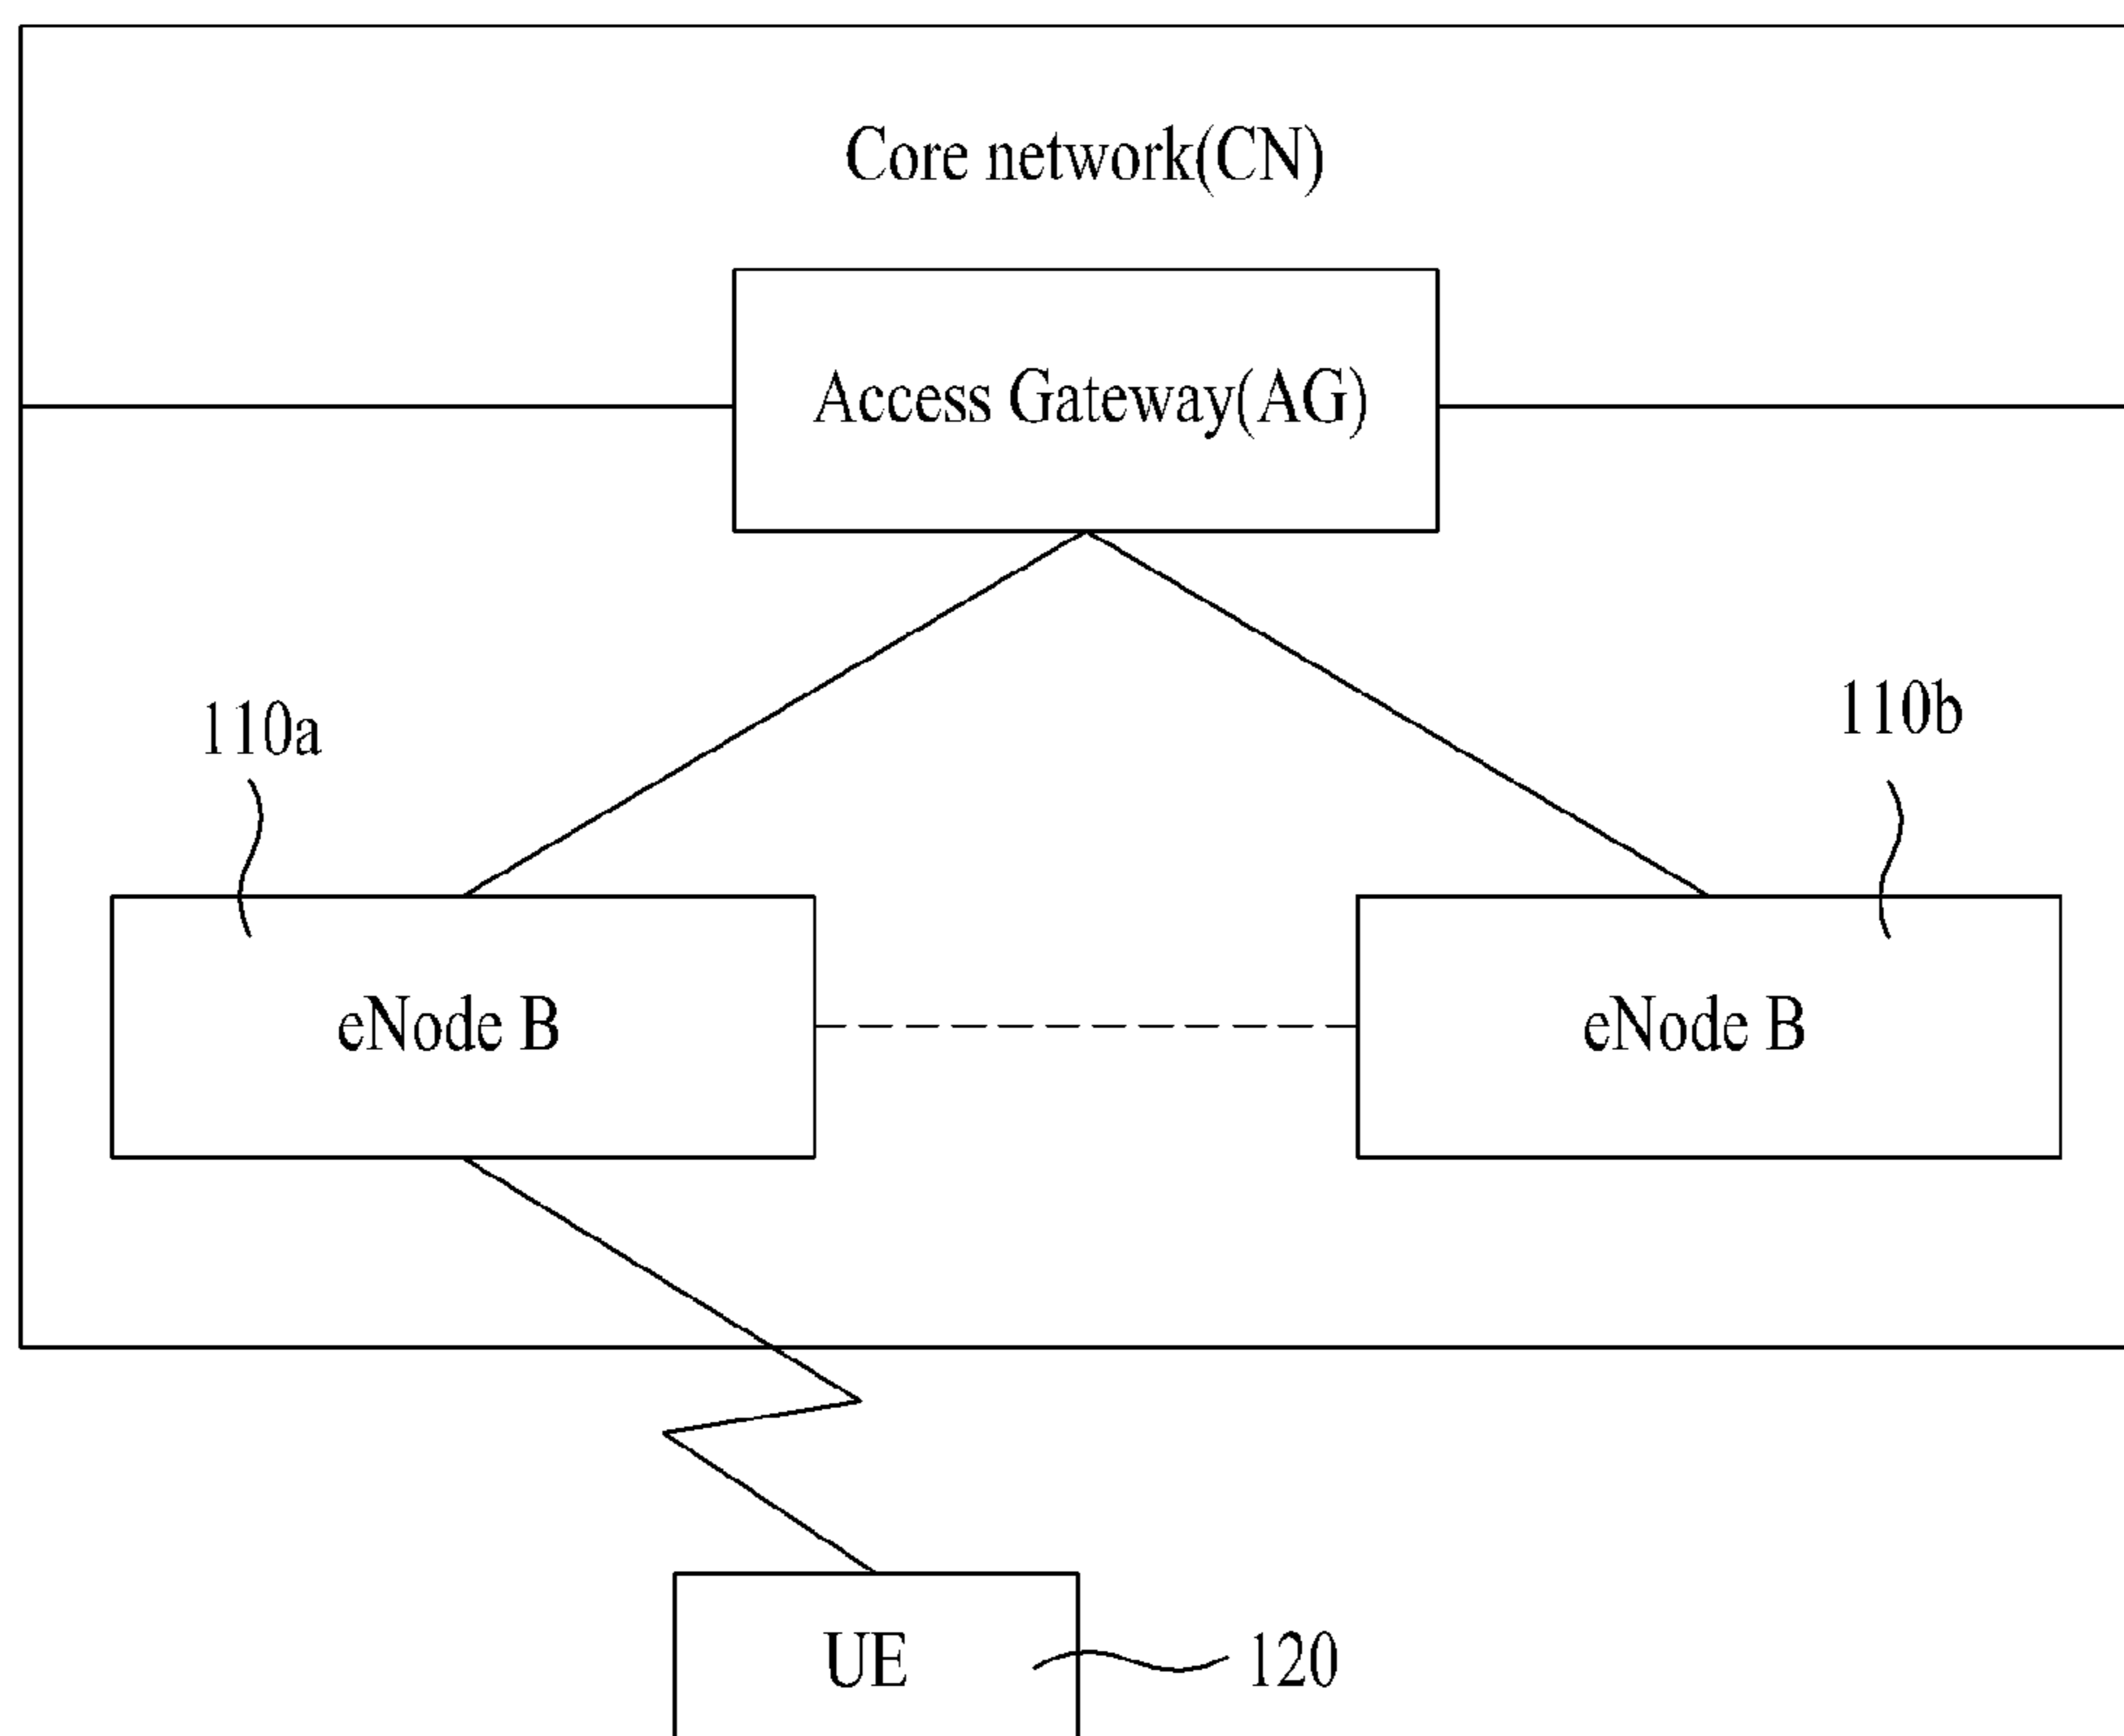 Core network(CN)
Access Gateway(AG)
110a
110b
eNode B
eNode B
UE
120